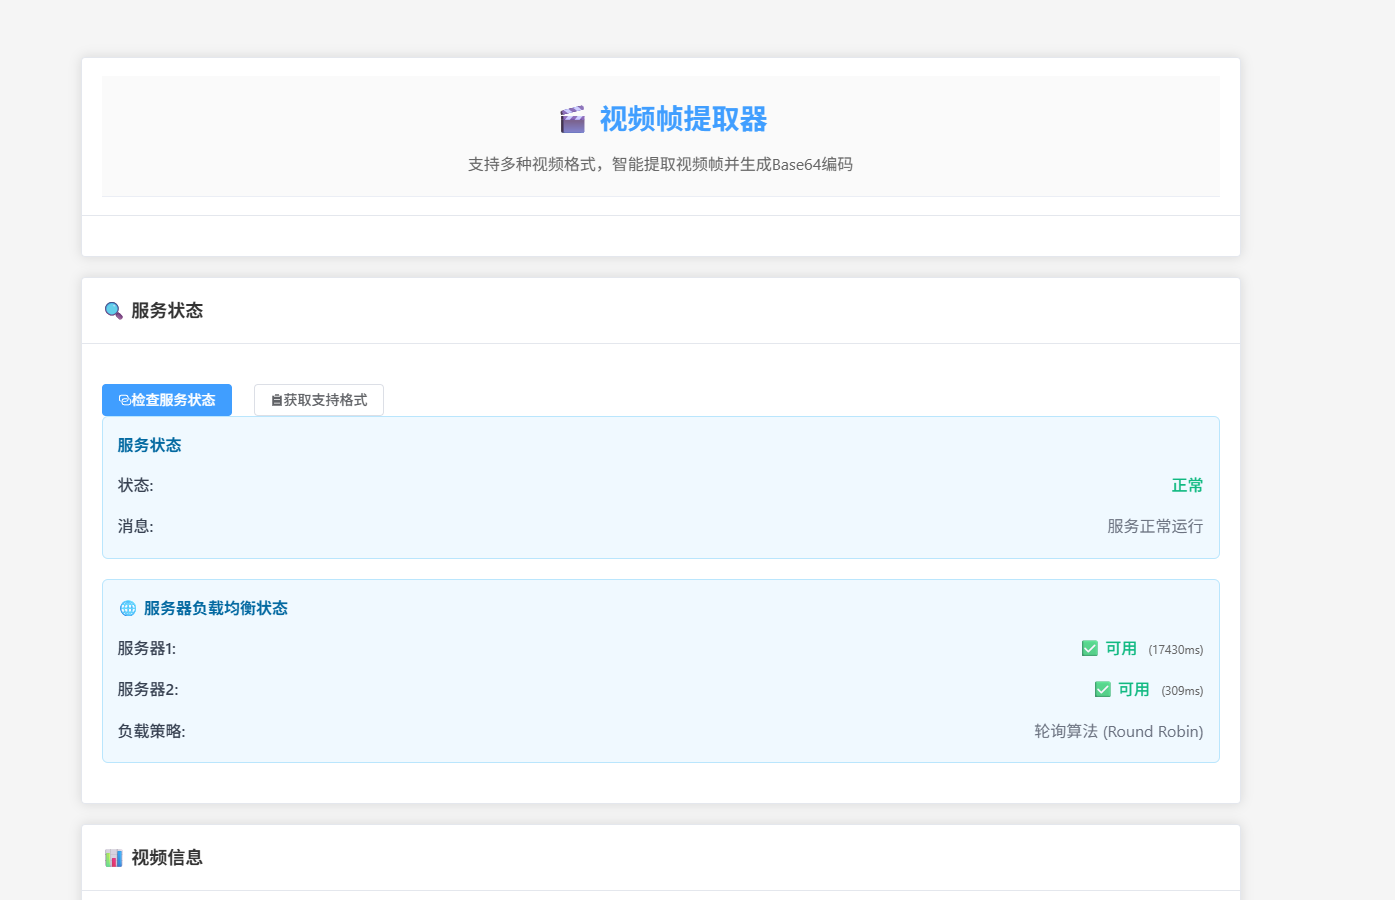 视频帧提取器
支持多种视频格式，智能提取视频帧并生成Base64编码
服务状态
检查服务状态 获取支持格式
服务状态
状态: 正常
消息: 服务正常运行
服务器负载均衡状态
服务器1: 可用 (17430ms)
服务器2: 可用 (309ms)
负载策略: 轮询算法 (Round Robin)
视频信息